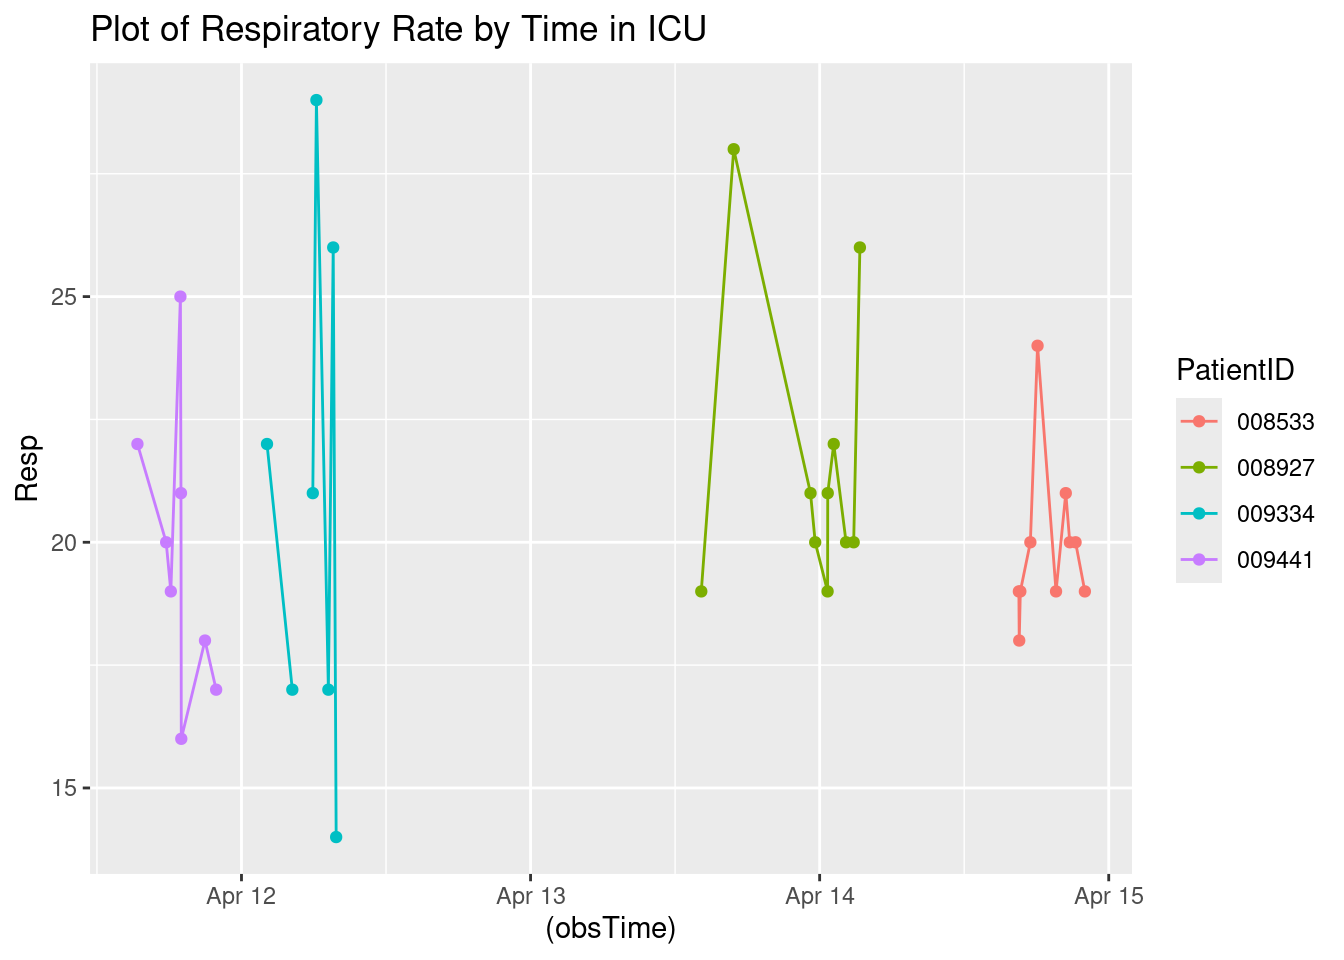 Plot of Respiratory Rate by Time in ICU
Resp
25
20
15
Apr 12
Apr 13
Apr 14
Apr 15
(obsTime)
PatientID
008533
008927
009334
009441